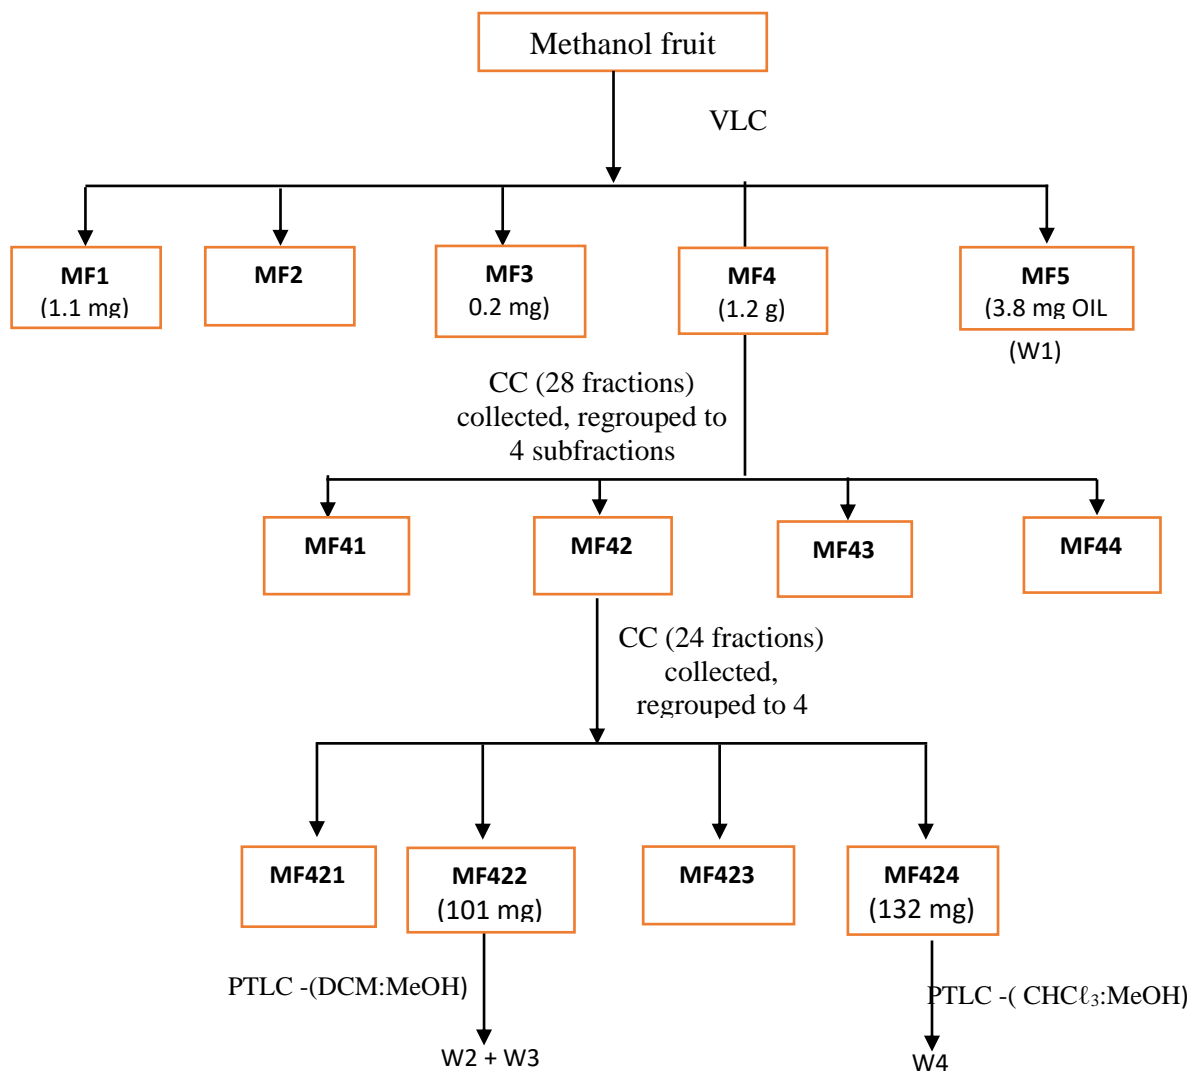 Methanol fruit
VLC
MF1
(1.1 mg)
MF2
MF3
0.2 mg)
MF4
(1.2 g)
MF5
(3.8 mg OIL
(W1)
CC (28 fractions)
collected, regrouped to
4 subfractions
MF41
MF42
MF43
MF44
CC (24 fractions)
collected,
regrouped to 4
MF421
MF422
(101 mg)
MF423
MF424
(132 mg)
PTLC -(DCM:MeOH)
PTLC -( CHCℓ₃:MeOH)
W2 + W3
W4